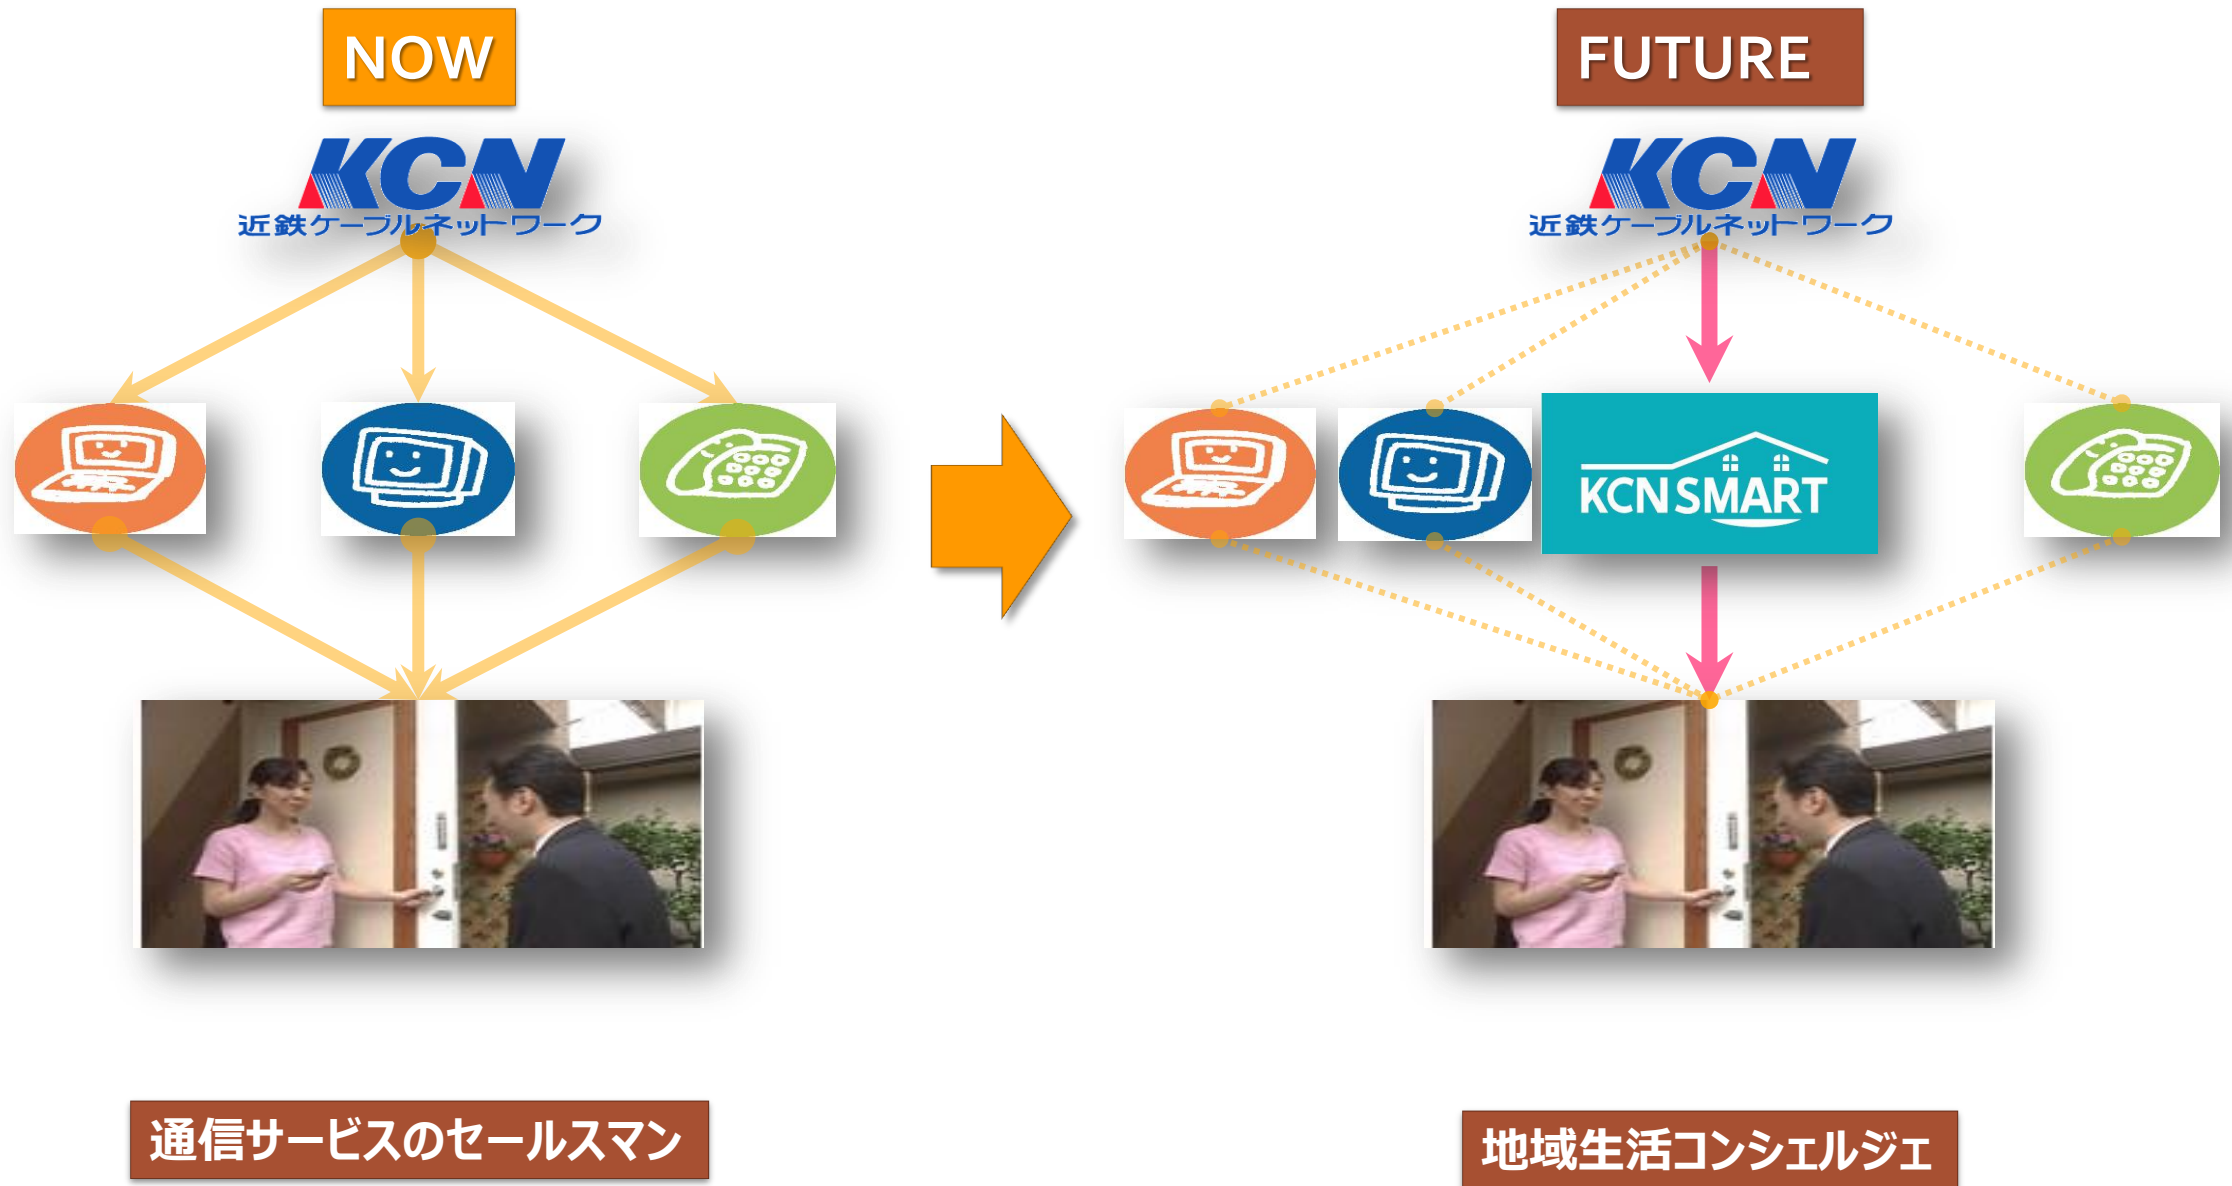 NOW
FUTURE
KCN
近鉄ケーブルネットワーク
KCN
近鉄ケーブルネットワーク
KCN SMART
通信サービスのセールスマン
地域生活コンシェルジェ